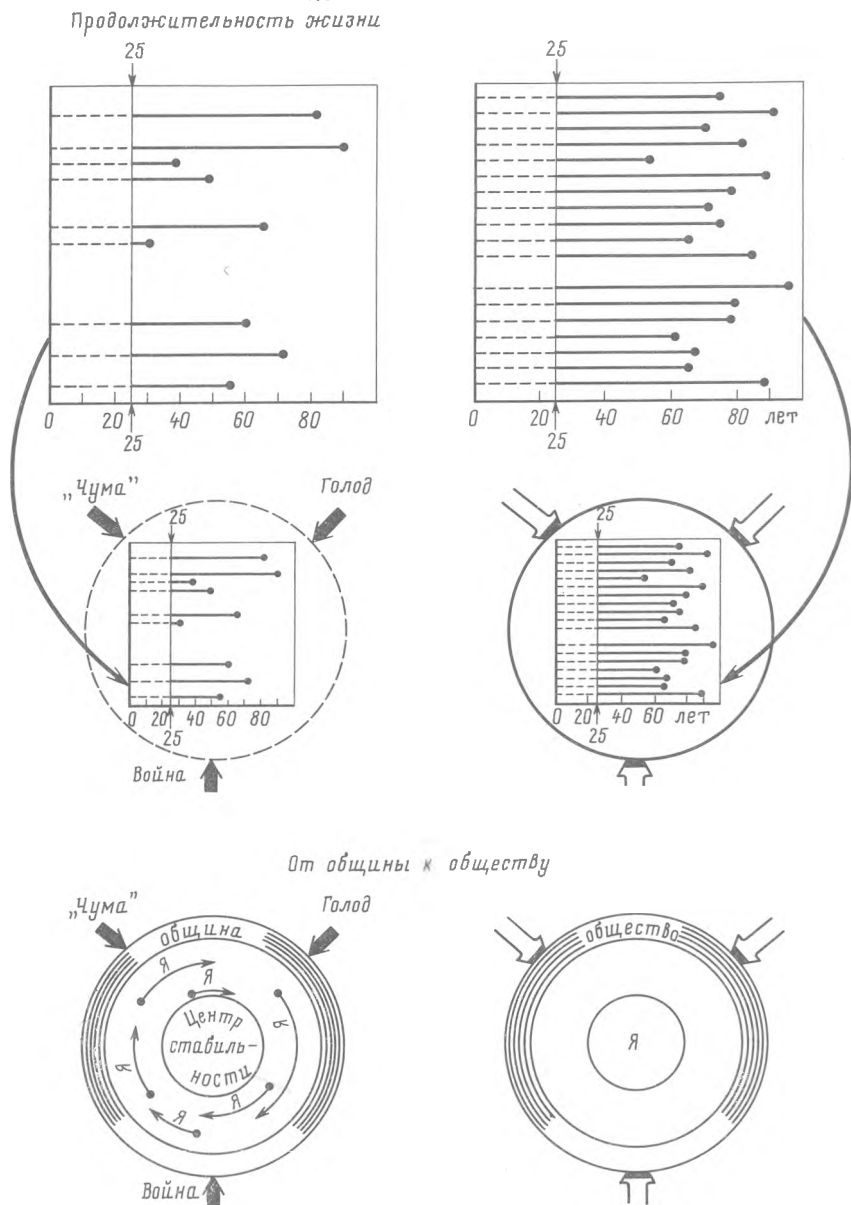 Продолжительность жизни
25
25
0 20 40 60 80
25
0 20 40 60 80 лет
25
„Чума"
Голод
25
25
0 20 40 60 80
25
0 20 40 60 лет
25
Война
От общины к обществу
„Чума"
Голод
община
общество
Я
Я
Я
Я
Я
Я
Центр
стабиль-
ности
Я
Война